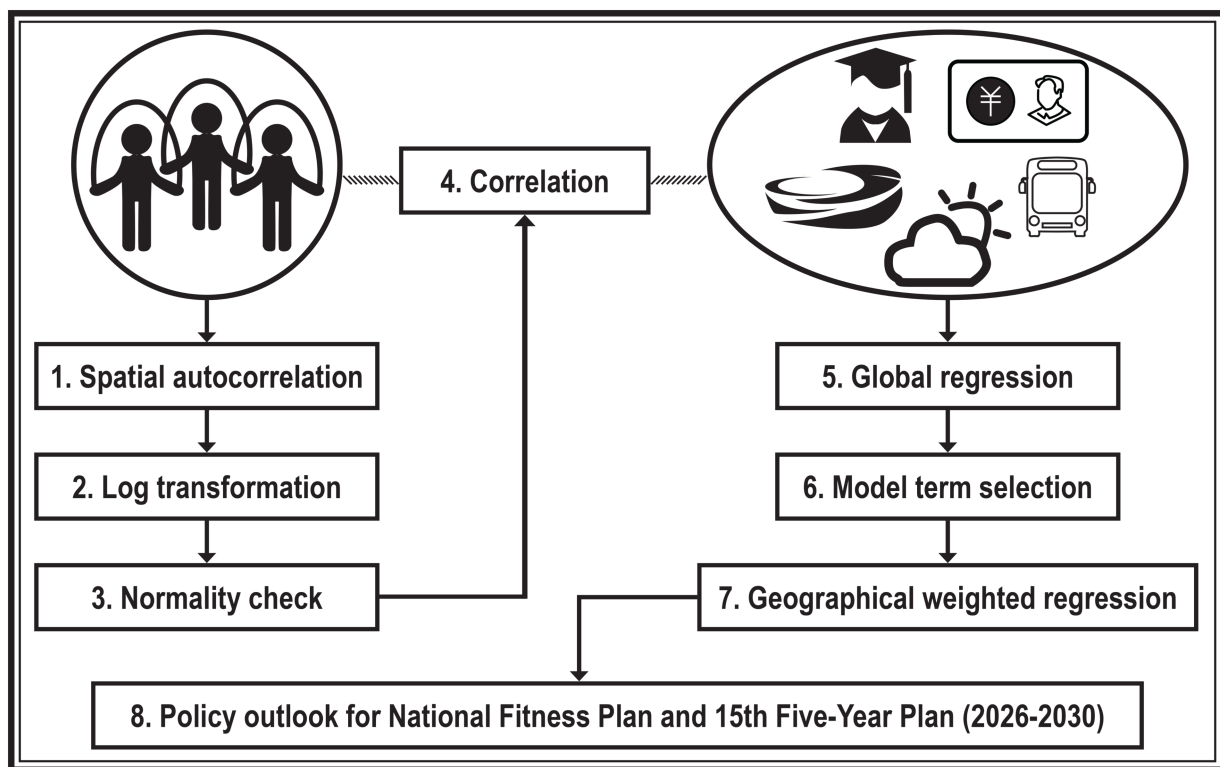 4. Correlation
1. Spatial autocorrelation
2. Log transformation
3. Normality check
5. Global regression
6. Model term selection
7. Geographical weighted regression
8. Policy outlook for National Fitness Plan and 15th Five-Year Plan (2026-2030)